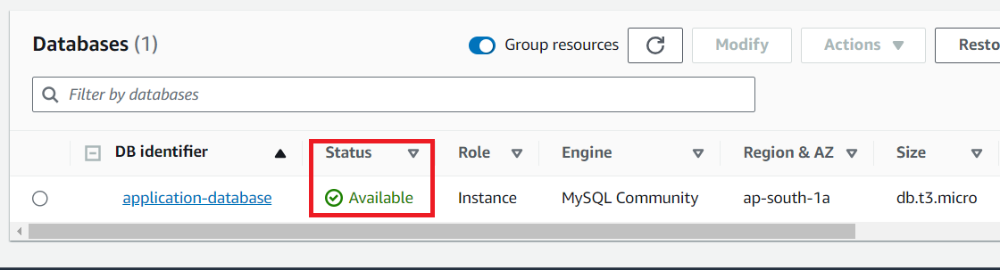 Databases (1)
Group resources
Modify
Actions
Resto
Filter by databases
DB identifier
Status
Role
Engine
Region & AZ
Size
application-database
Available
Instance
MySQL Community
ap-south-1a
db.t3.micro